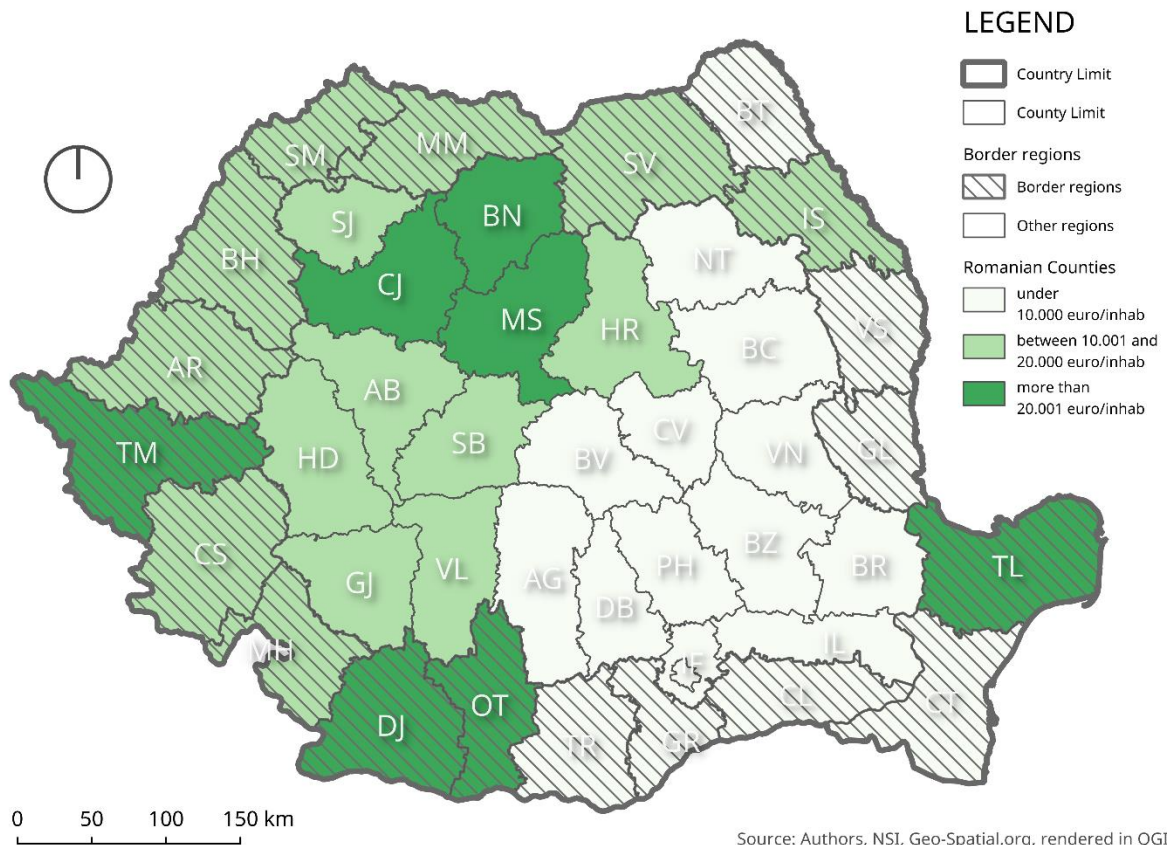 LEGEND
Country Limit
County Limit
Border regions
Border regions
Other regions
Romanian Counties
under
10.000 euro/inhab
between 10.001 and
20.000 euro/inhab
more than
20.001 euro/inhab
BT
SM
MM
SV
SJ
BN
IS
BH
NT
CJ
MS
HR
VS
BC
AR
AB
TM
HD
SB
BV
CV
VN
GL
CS
GJ
VL
AG
DB
PH
BZ
BR
TL
MH
IF
IL
DJ
OT
TR
GR
CL
CT
0 50 100 150 km
Source: Authors, NSI, Geo-Spatial.org, rendered in QGI